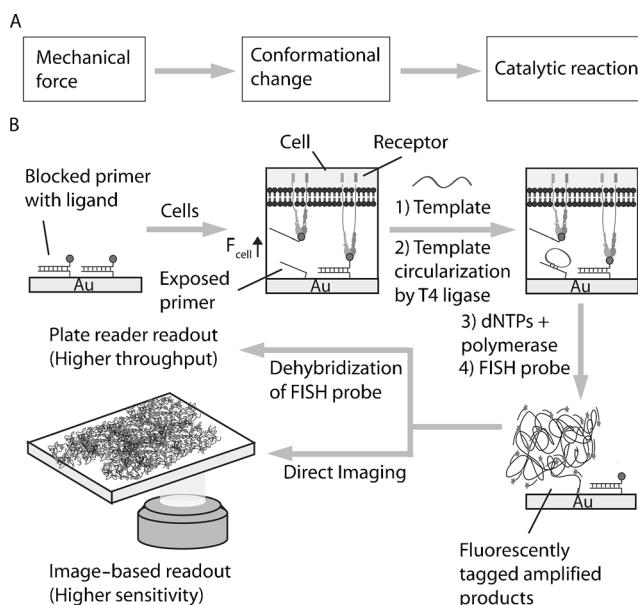 A
Mechanical
force
Conformational
change
Catalytic reaction
B
Blocked primer
with ligand
Cells
Cell
Receptor
F cell
Exposed
primer
Au
Au
1) Template
2) Template
circularization
by T4 ligase
Au
3) dNTPs +
polymerase
4) FISH probe
Plate reader readout
(Higher throughput)
Dehybridization
of FISH probe
Direct Imaging
Au
Fluorescently
tagged amplified
products
Image–based readout
(Higher sensitivity)